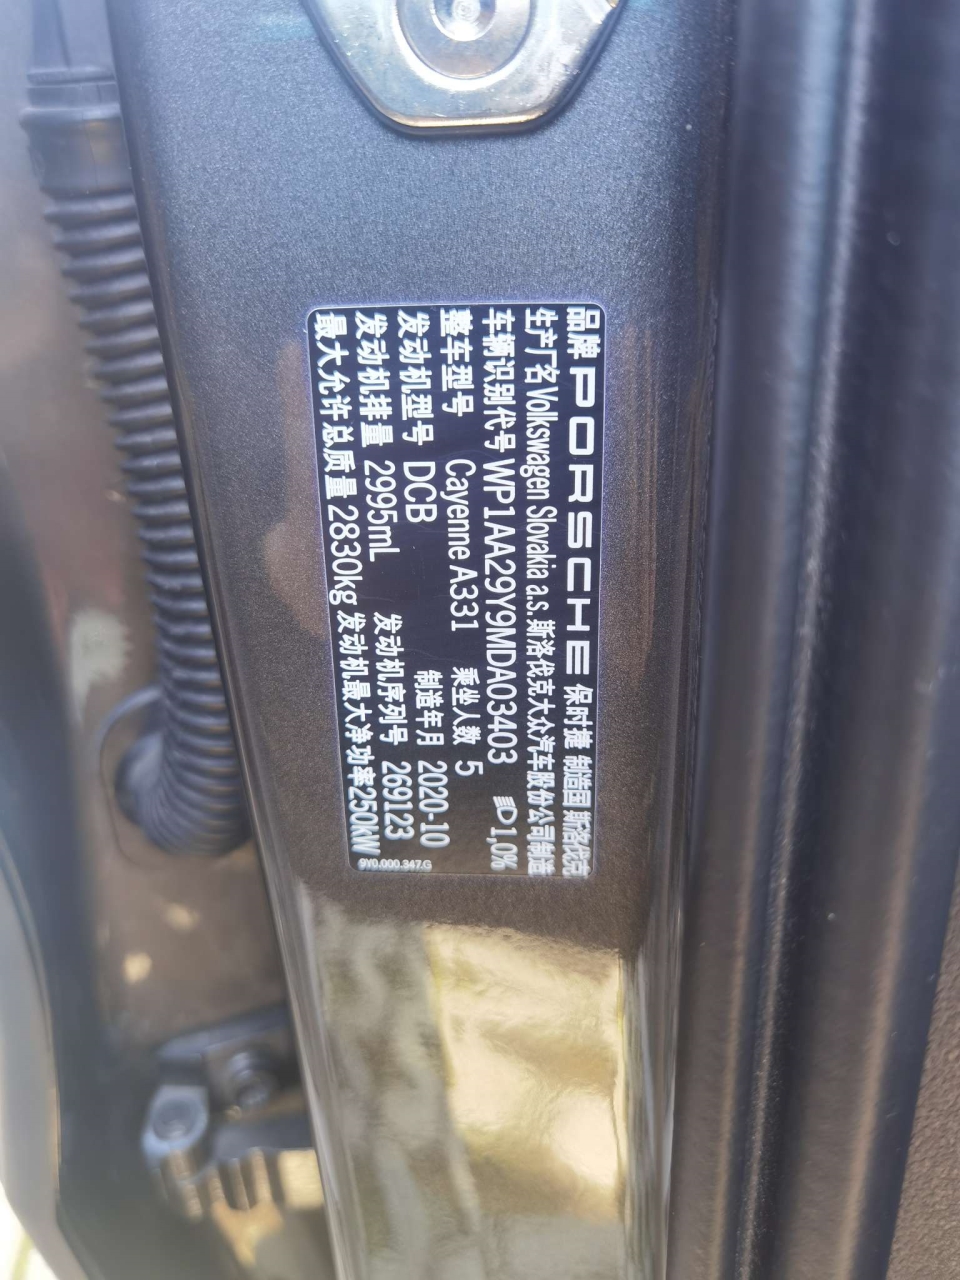 品牌 PORSCHE 保时捷 制造国 斯洛伐克
生产厂名 Volkswagen Slovakia a.s. 斯洛伐克大众汽车股份公司制造
车辆识别代号 WP1AA29Y9MDA03403 1,0%
整车型号 Cayenne A331 乘坐人数 5
发动机型号 DCB 制造年月 2020-10
发动机排量 2995mL 发动机序列号 269123
最大允许总质量 2830kg 发动机最大净功率250kW
9Y0.000.347.G